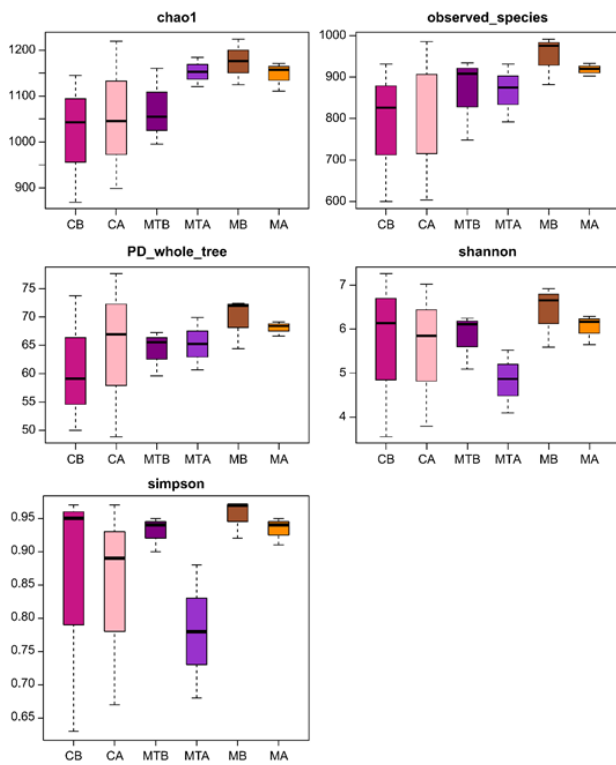 chao1
1200
1100
1000
900
CB CA MTB MTA MB MA
observed_species
1000
900
800
700
600
CB CA MTB MTA MB MA
PD_whole_tree
75
70
65
60
55
50
CB CA MTB MTA MB MA
shannon
7
6
5
4
CB CA MTB MTA MB MA
simpson
0.95
0.90
0.85
0.80
0.75
0.70
0.65
CB CA MTB MTA MB MA